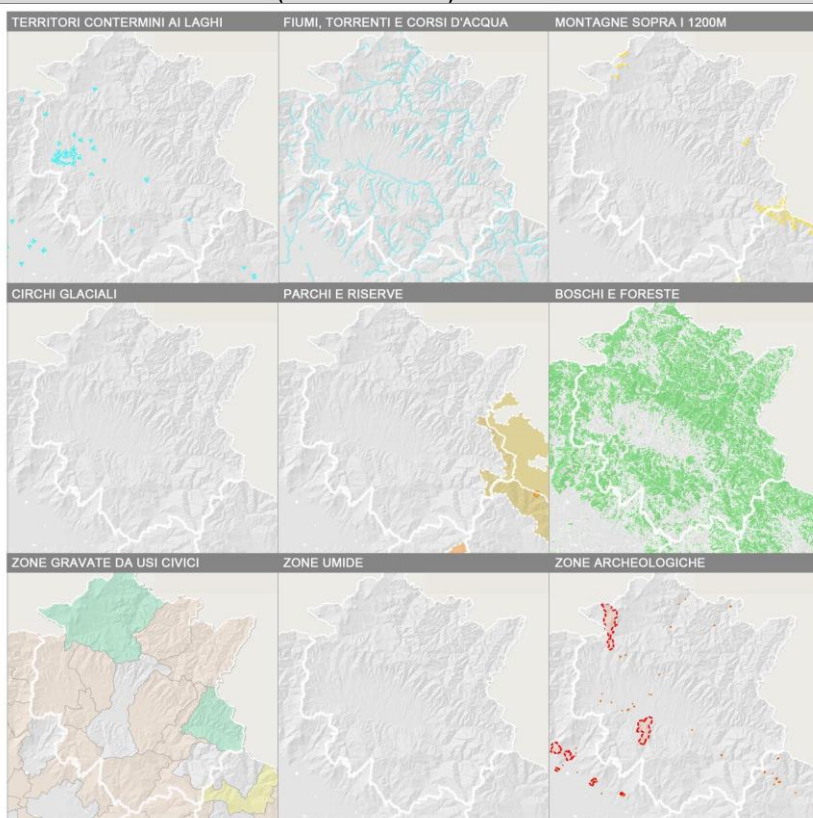 TERRITORI CONTERMINI AI LAGHI
FIUMI, TORRENTI E CORSI D'ACQUA
MONTAGNE SOPRA I 1200M
CIRCHI GLACIALI
PARCHI E RISERVE
BOSCHI E FORESTE
ZONE GRAVATE DA USI CIVICI
ZONE UMIDE
ZONE ARCHEOLOGICHE